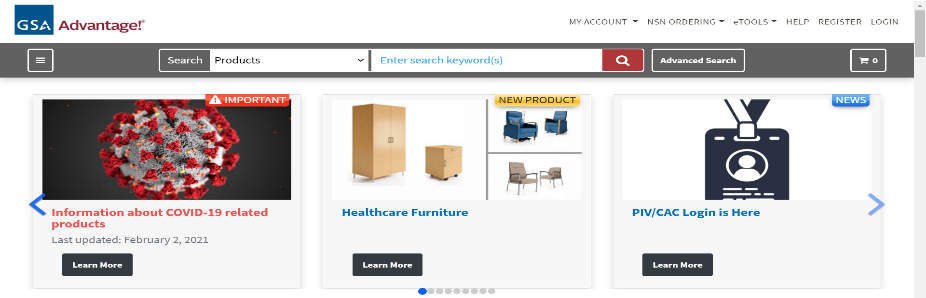 GSA Advantage!®
MY ACCOUNT NSN ORDERING eTOOLS HELP REGISTER LOGIN
Search Products Enter search keyword(s) Advanced Search 0
IMPORTANT
NEW PRODUCT
NEWS
Information about COVID-19 related
products
Last updated: February 2, 2021
Learn More
Healthcare Furniture
Learn More
PIV/CAC Login is Here
Learn More